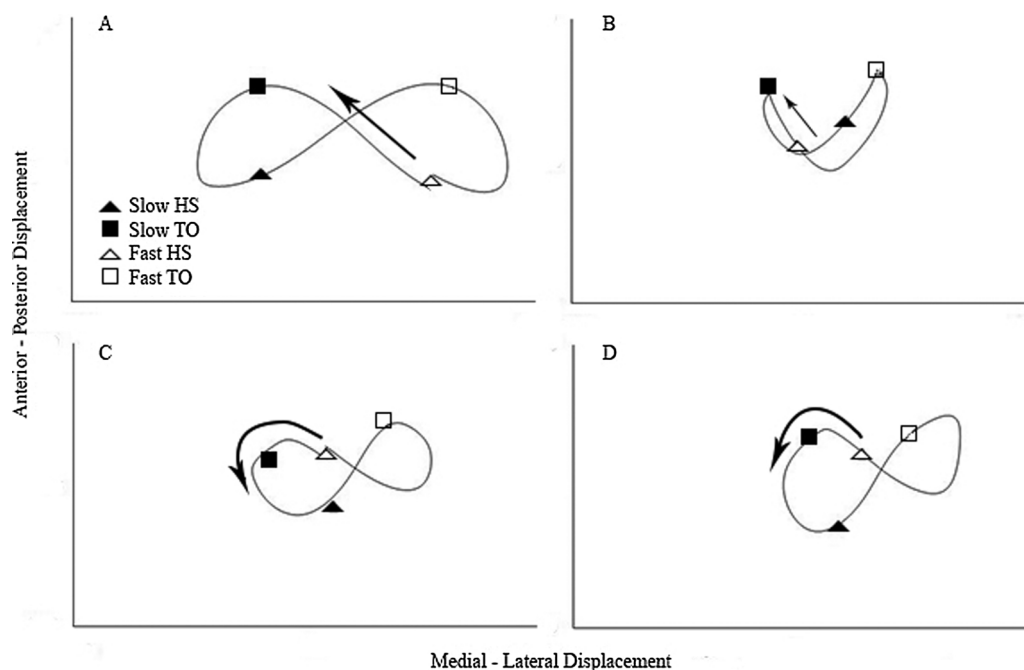 A
B
Slow HS
Slow TO
Fast HS
Fast TO
C
D
Anterior - Posterior Displacement
Medial - Lateral Displacement